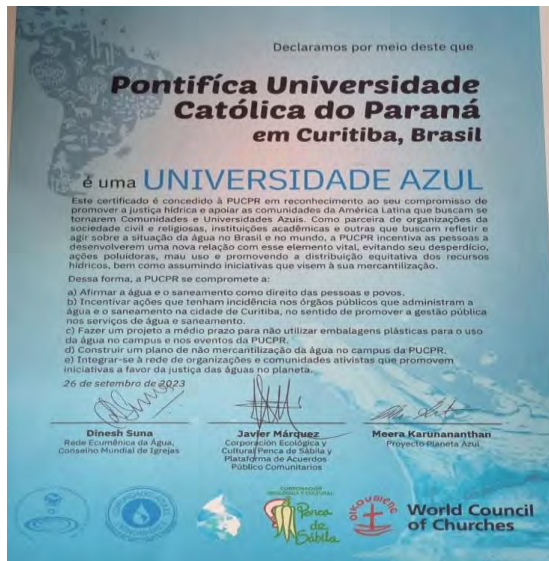 Declaramos por meio deste que
Pontifíca Universidade
Católica do Paraná
em Curitiba, Brasil
é uma UNIVERSIDADE AZUL
Este certificado é concedido à PUCPR em reconhecimento ao seu compromisso de
promover a justiça hídrica e apoiar as comunidades da América Latina que buscam se
tornarem Comunidades e Universidades Azuis. Como parceira de organizações da
sociedade civil e religiosas, instituições acadêmicas e outras que buscam refletir e
agir sobre a situação da água no Brasil e no mundo, a PUCPR incentiva as pessoas a
desenvolverem uma nova relação com esse elemento vital, evitando seu desperdício,
ações poluidoras, mau uso e promovendo a distribuição equitativa dos recursos
hídricos, bem como assumindo iniciativas que visem à sua mercantilização.
Dessa forma, a PUCPR se compromete a:
a) Afirmar a água e o saneamento como direito das pessoas e povos.
b) Incentivar ações que tenham incidência nos órgãos públicos que administram a
água e o saneamento na cidade de Curitiba, no sentido de promover a gestão pública
nos serviços de água e saneamento.
c) Fazer um projeto a médio prazo para não utilizar embalagens plásticas para o uso
da água no campus e nos eventos da PUCPR.
d) Construir um plano de não mercantilização da água no campus da PUCPR.
e) Integrar-se à rede de organizações e comunidades ativistas que promovem
iniciativas a favor da justiça das águas no planeta.
26 de setembro de 2023
Dinesh Suna
Rede Ecumênica da Água,
Conselho Mundial de Igrejas
Javier Márquez
Corporación Ecológica y
Cultural Penca de Sábila y
Plataforma de Acuerdos
Público Comunitarios
Meera Karunananthan
Proyecto Planeta Azul
CORPORACIÓN
ECOLÓGICA Y CULTURAL
Penca
de
Sábila
OIKOUMENE
World Council
of Churches